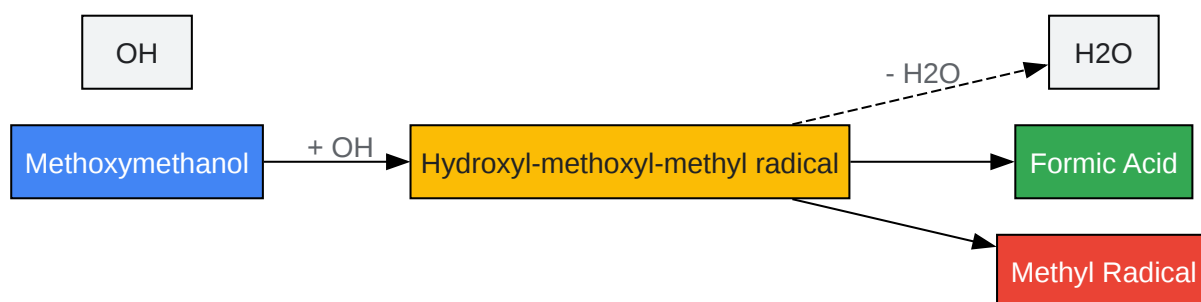 OH
H2O
- H2O
Methoxymethanol
+ OH
Hydroxyl-methoxyl-methyl radical
Formic Acid
Methyl Radical